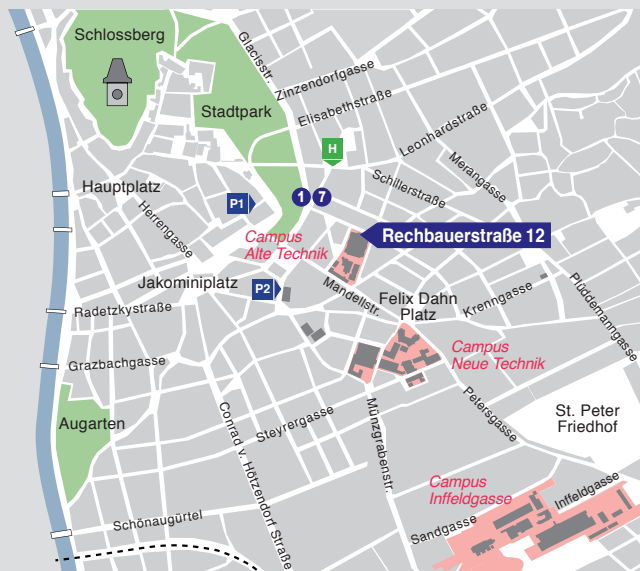 Schlossberg
Glacisstr.
Zinzendorfgasse
Stadtpark
Elisabethstraße
Leonhardstraße
H
Merangasse
Schillerstraße
Hauptplatz
P1
1 7
Herrengasse
Campus
Alte Technik
Rechbauerstraße 12
Jakominiplatz
P2
Mandellstr.
Felix Dahn
Platz
Krenngasse
Plüddemanngasse
Radetzkystraße
Campus
Neue Technik
Grazbachgasse
Petersgasse
St. Peter
Friedhof
Augarten
Steyrergasse
Münzgrabenstr.
Conrad v. Hötzendorf Straße
Campus
Inffeldgasse
Inffeldgasse
Schönaugürtel
Sandgasse